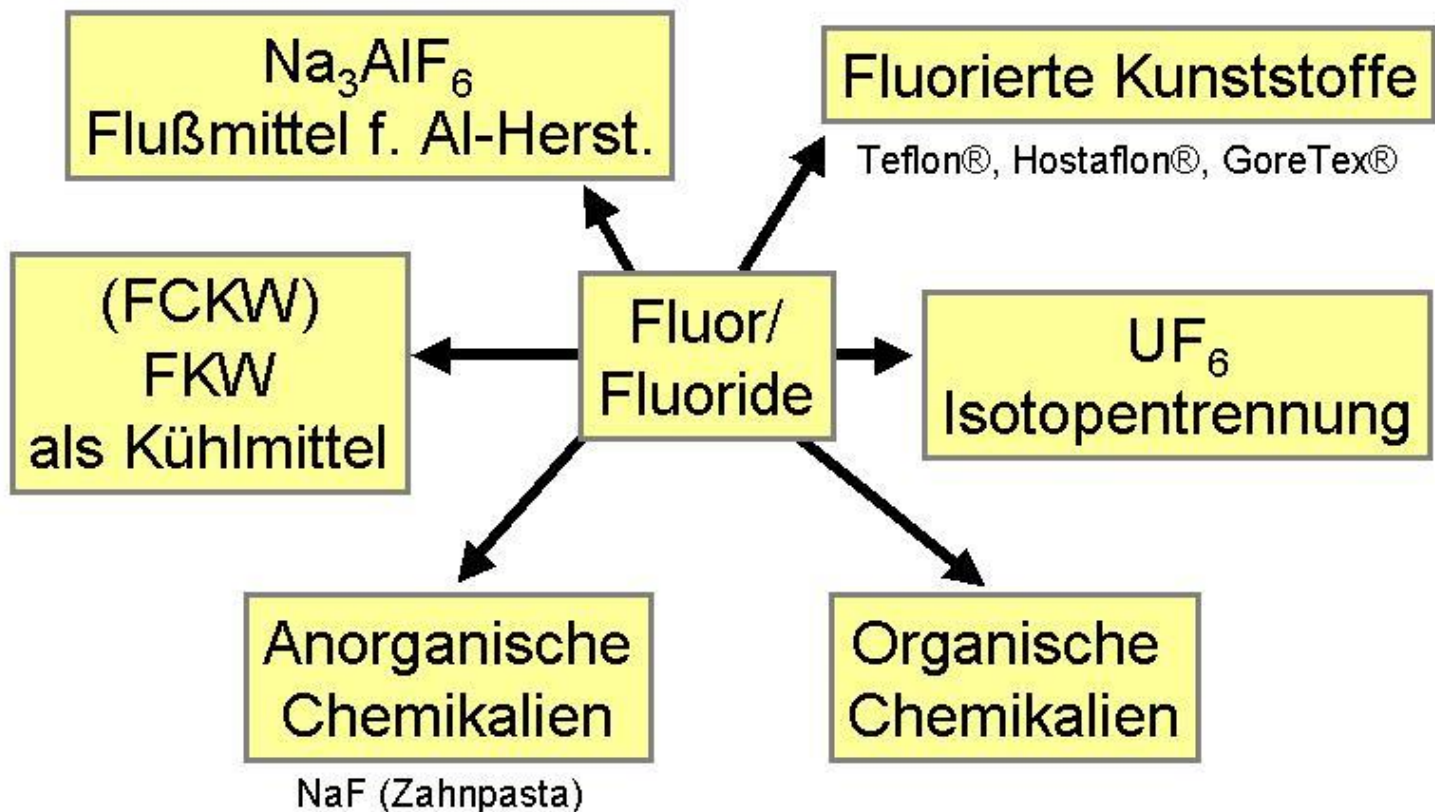 Na₃AlF₆
Flußmittel f. Al-Herst.
Fluorierte Kunststoffe
Teflon®, Hostaflon®, GoreTex®
(FCKW)
FKW
als Kühlmittel
Fluor/
Fluoride
UF₆
Isotopentrennung
Anorganische
Chemikalien
NaF (Zahnpasta)
Organische
Chemikalien